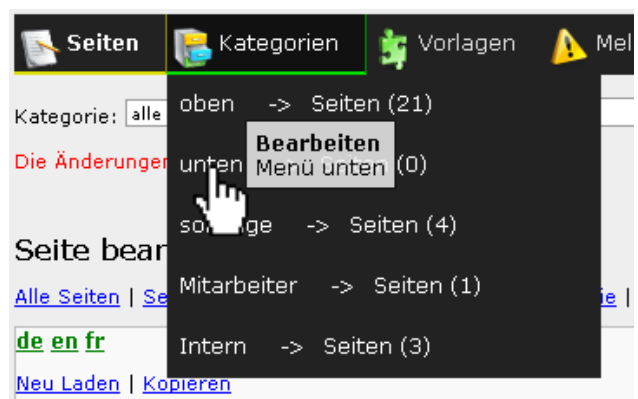 Seiten Kategorien Vorlagen Mel
Kategorie: alle
oben -> Seiten (21)
Die Änderungen
unten (0)
Bearbeiten
Menü unten
Seiten (4)
Seite bear
Mitarbeiter -> Seiten (1)
Alle Seiten | Se ie |
de en fr
Intern -> Seiten (3)
Neu Laden | Kopieren